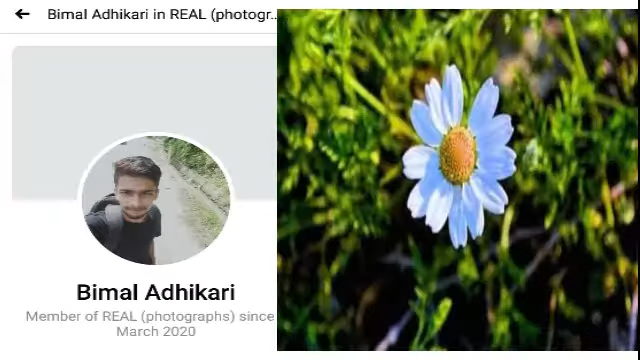 Bimal Adhikari in REAL (photogr...
Bimal Adhikari
Member of REAL (photographs) since
March 2020